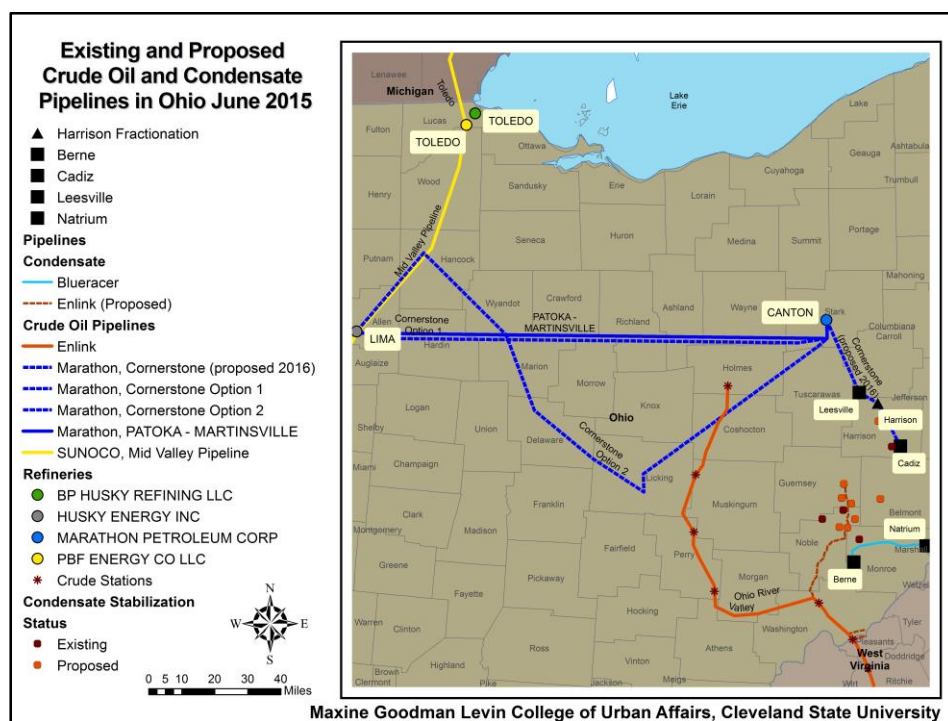 Existing and Proposed
Crude Oil and Condensate
Pipelines in Ohio June 2015
Harrison Fractionation
Berne
Cadiz
Leesville
Natrium
Pipelines
Condensate
Blueracer
Enlink (Proposed)
Crude Oil Pipelines
Enlink
Marathon, Cornerstone (proposed 2016)
Marathon, Cornerstone Option 1
Marathon, Cornerstone Option 2
Marathon, PATOKA - MARTINSVILLE
SUNOCO, Mid Valley Pipeline
Refineries
BP HUSKY REFINING LLC
HUSKY ENERGY INC
MARATHON PETROLEUM CORP
PBF ENERGY CO LLC
Crude Stations
Condensate Stabilization
Status
Existing
Proposed
N
W
E
S
0 5 10 20 30 40
Miles
Lenawee
Michigan
Toledo
Lake
Erie
Lake
Fulton
Lucas
TOLEDO
TOLEDO
Ottawa
Geauga
Ashtabula
Cuyahoga
Trumbull
Henry
Wood
Sandusky
Erie
Lorain
Portage
Summit
Medina
Huron
Seneca
Putnam
Mid Valley Pipeline
Hancock
Mahoning
Wyandot
Crawford
Ashland
Wayne
CANTON
Stark
Allen
Cornerstone
Option 1
PATOKA -
MARTINSVILLE
Richland
Columbiana
Carroll
LIMA
Hardin
Auglaize
Marion
Holmes
Cornerstone
(proposed 2016)
Morrow
Tuscarawas
Leesville
Jefferson
Harrison
Knox
Ohio
Coshocton
Logan
Shelby
Union
Delaware
Cornerstone
Option 2
Harrison
Cadiz
Miami
Champaign
Licking
Guernsey
Belmont
Franklin
Muskingum
Clark
Montgomery
Madison
Natrium
Noble
Marshall
Fairfield
Perry
Greene
Berne
Monroe
Wetzel
Pickaway
Morgan
Fayette
Ohio River
Valley
Hocking
Warren
Clinton
Washington
Tyler
Pleasants
Ross
Athens
West
Virginia
Doddridge
Highland
Vinton
Brown
Clermont
Pike
Jackson
Meigs
Wirt
Ritchie
Maxine Goodman Levin College of Urban Affairs, Cleveland State University